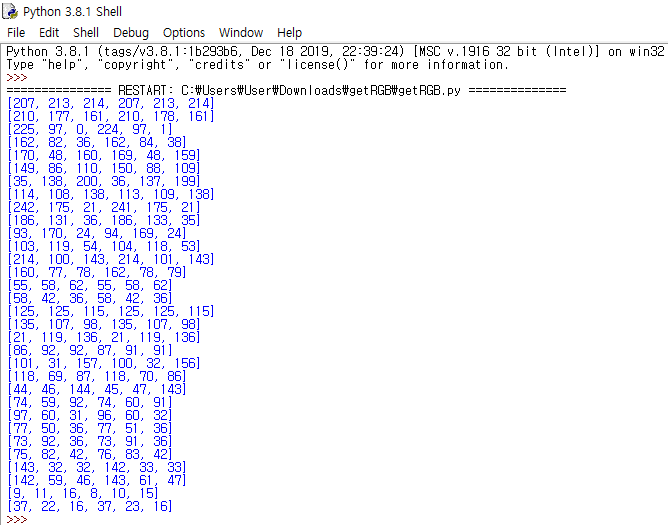 Python 3.8.1 Shell
File Edit Shell Debug Options Window Help
Python 3.8.1 (tags/v3.8.1:1b293b6, Dec 18 2019, 22:39:24) [MSC v.1916 32 bit (Intel)] on win32
Type "help", "copyright", "credits" or "license()" for more information.
>>>
=============== RESTART: C:₩Users₩User₩Downloads₩getRGB₩getRGB.py ==============
[207, 213, 214, 207, 213, 214]
[210, 177, 161, 210, 178, 161]
[225, 97, 0, 224, 97, 1]
[162, 82, 36, 162, 84, 38]
[170, 48, 160, 169, 48, 159]
[149, 86, 110, 150, 88, 109]
[35, 138, 200, 36, 137, 199]
[114, 108, 138, 113, 109, 138]
[242, 175, 21, 241, 175, 21]
[186, 131, 36, 186, 133, 35]
[93, 170, 24, 94, 169, 24]
[103, 119, 54, 104, 118, 53]
[214, 100, 143, 214, 101, 143]
[160, 77, 78, 162, 78, 79]
[55, 58, 62, 55, 58, 62]
[58, 42, 36, 58, 42, 36]
[125, 125, 115, 125, 125, 115]
[135, 107, 98, 135, 107, 98]
[21, 119, 136, 21, 119, 136]
[86, 92, 92, 87, 91, 91]
[101, 31, 157, 100, 32, 156]
[118, 69, 87, 118, 70, 86]
[44, 46, 144, 45, 47, 143]
[74, 59, 92, 74, 60, 91]
[97, 60, 31, 96, 60, 32]
[77, 50, 36, 77, 51, 36]
[73, 92, 36, 73, 91, 36]
[75, 82, 42, 76, 83, 42]
[143, 32, 32, 142, 33, 33]
[142, 59, 46, 143, 61, 47]
[9, 11, 16, 8, 10, 15]
[37, 22, 16, 37, 23, 16]
>>>